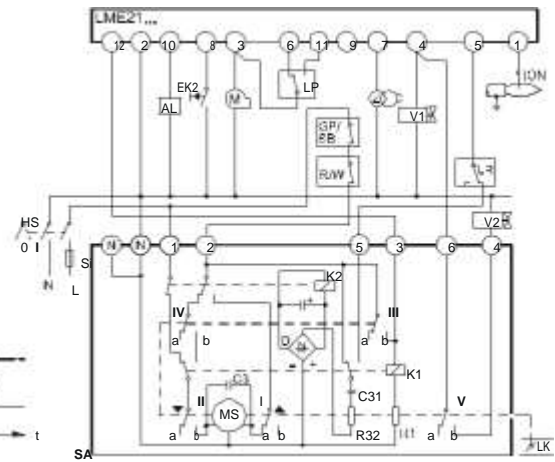 LME21...
12 2 10 8 3 6 11 9 7 4 5 1
ION
EK2
LP
AL
M
V1
GP/
BB
R/W
LR
HS
0 I
V2
N N 1 2 5 3 6 4
S
N
L
K2
IV
III
a b
a b
D
K1
C3
C31
II
I
V
MS
a b
a b
R32
a b
t
SA
LK